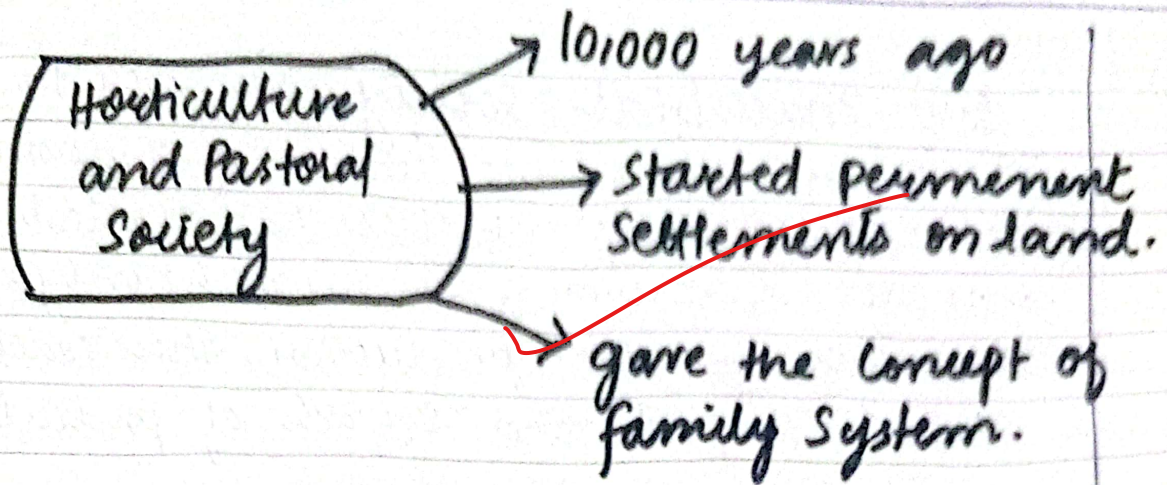 Horticulture
and Pastoral
Society
10,000 years ago
started permenent
settlements on land.
gave the concept of
family system.